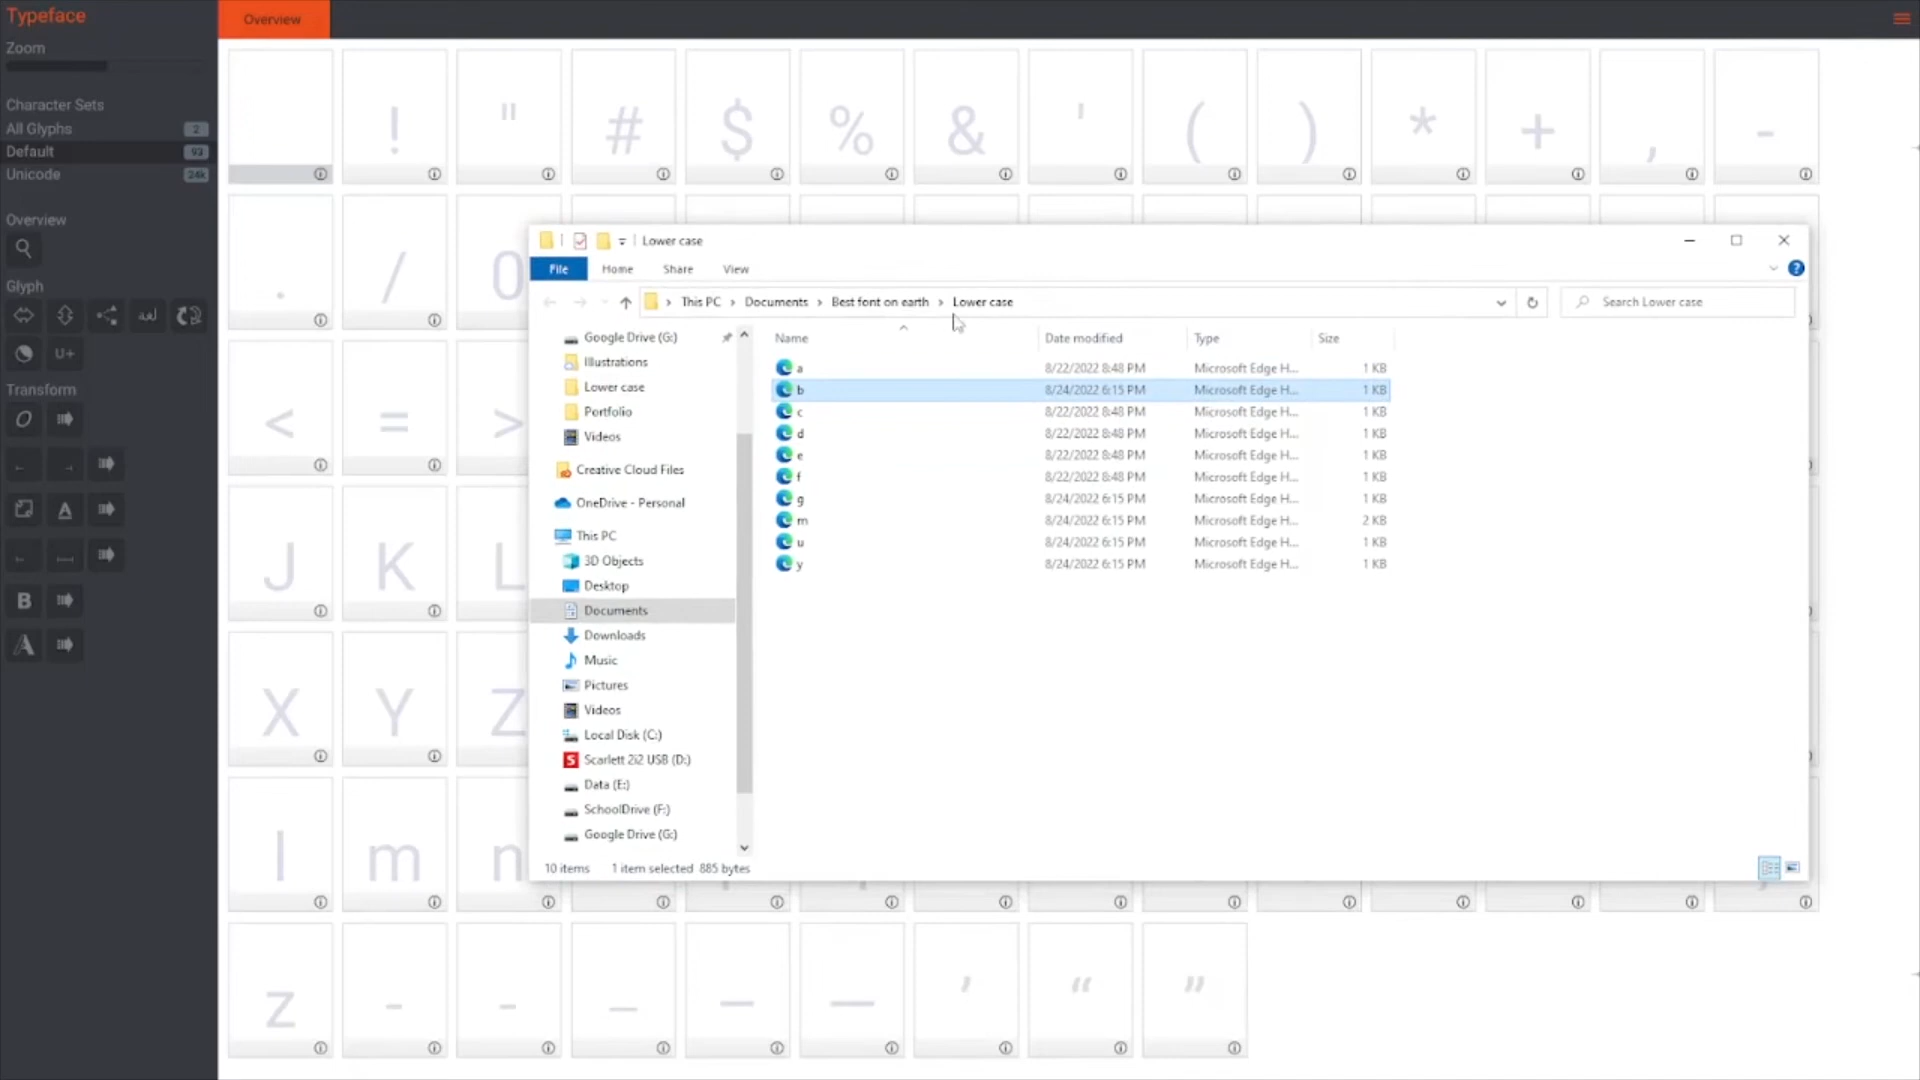 Typeface
Overview
Zoom
Character Sets
All Glyphs 2
Default 93
Unicode 24k
Overview
Glyph
لغة
U+
Transform
O
A
B
A
! " # $ % & ' ( ) * + , -
. / 0
< = >
J K L
X Y Z
l m n
z - - – — — ’ “ ”
Lower case
File Home Share View
This PC › Documents › Best font on earth › Lower case
Search Lower case
Name Date modified Type Size
a 8/22/2022 8:48 PM Microsoft Edge H... 1 KB
b 8/24/2022 6:15 PM Microsoft Edge H... 1 KB
c 8/22/2022 8:48 PM Microsoft Edge H... 1 KB
d 8/22/2022 8:48 PM Microsoft Edge H... 1 KB
e 8/22/2022 8:48 PM Microsoft Edge H... 1 KB
f 8/22/2022 8:48 PM Microsoft Edge H... 1 KB
g 8/24/2022 6:15 PM Microsoft Edge H... 1 KB
m 8/24/2022 6:15 PM Microsoft Edge H... 2 KB
u 8/24/2022 6:15 PM Microsoft Edge H... 1 KB
y 8/24/2022 6:15 PM Microsoft Edge H... 1 KB
Google Drive (G:)
Illustrations
Lower case
Portfolio
Videos
Creative Cloud Files
OneDrive - Personal
This PC
3D Objects
Desktop
Documents
Downloads
Music
Pictures
Videos
Local Disk (C:)
Scarlett 2i2 USB (D:)
Data (E:)
SchoolDrive (F:)
Google Drive (G:)
10 items 1 item selected 885 bytes